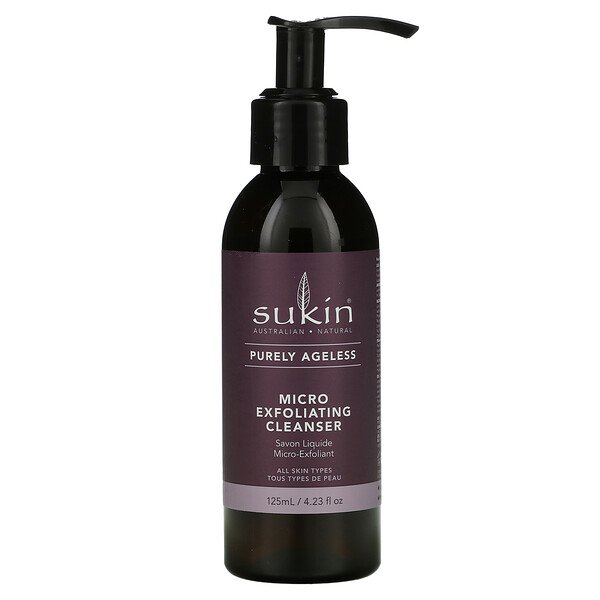 sukin®
AUSTRALIAN • NATURAL
PURELY AGELESS
MICRO
EXFOLIATING
CLEANSER
Savon Liquide
Micro-Exfoliant
ALL SKIN TYPES
TOUS TYPES DE PEAU
125mL / 4.23 fl oz